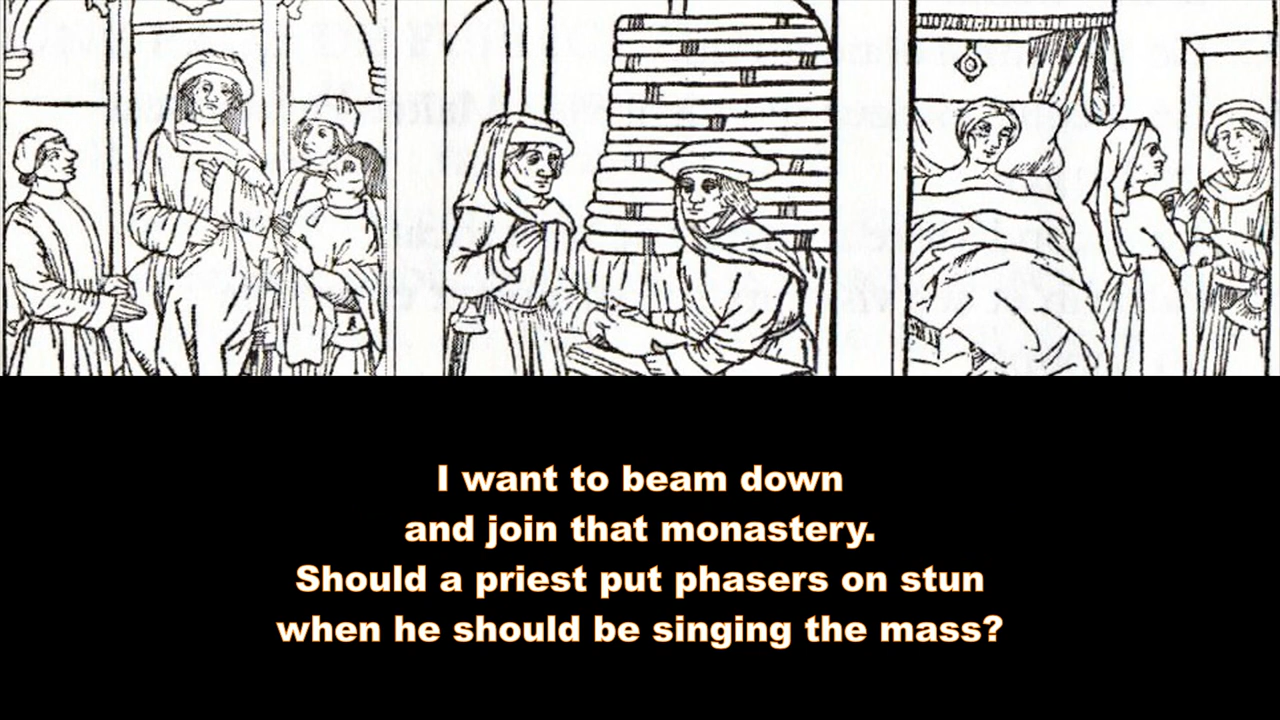 I want to beam down
and join that monastery.
Should a priest put phasers on stun
when he should be singing the mass?